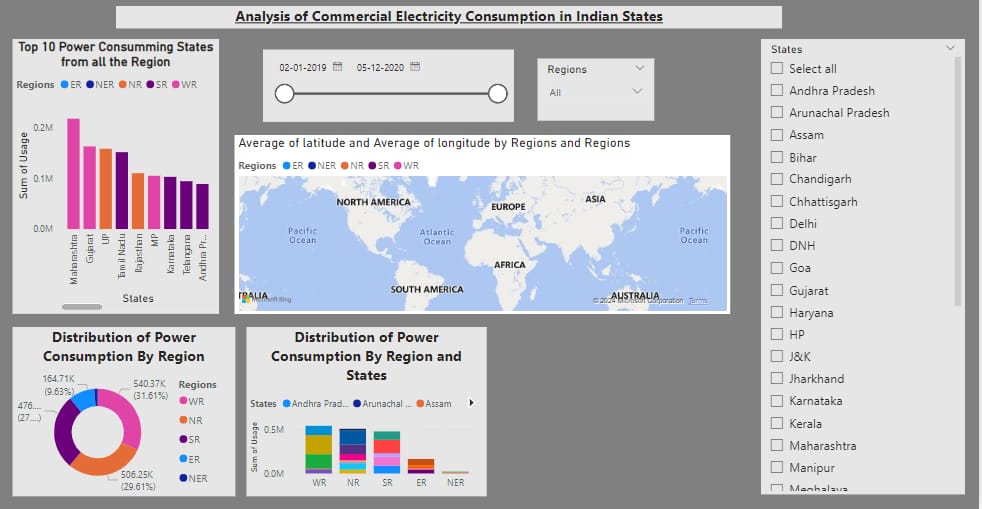 Analysis of Commercial Electricity Consumption in Indian States
Top 10 Power Consumming States
from all the Region
Regions ER NER NR SR WR
0.2M
0.1M
0.0M
Sum of Usage
Maharashtra
Gujarat
UP
Tamil Nadu
Rajasthan
MP
Karnataka
Telangana
Andhra Pr...
States
02-01-2019 05-12-2020
Regions
All
Average of latitude and Average of longitude by Regions and Regions
Regions ER NER NR SR WR
NORTH AMERICA
EUROPE
ASIA
Pacific
Ocean
Atlantic
Ocean
Pacific
Ocean
AFRICA
SOUTH AMERICA
RALIA
AUSTRALIA
Microsoft Bing
© 2024 Microsoft Corporation Terms
Distribution of Power
Consumption By Region
164.71K
(9.63%)
540.37K
(31.61%)
476....
(27...)
506.25K
(29.61%)
Regions
WR
NR
SR
ER
NER
Distribution of Power
Consumption By Region and
States
States Andhra Prad... Arunachal ... Assam
0.5M
0.0M
Sum of Usage
WR NR SR ER NER
States
Select all
Andhra Pradesh
Arunachal Pradesh
Assam
Bihar
Chandigarh
Chhattisgarh
Delhi
DNH
Goa
Gujarat
Haryana
HP
J&K
Jharkhand
Karnataka
Kerala
Maharashtra
Manipur
Meghalaya